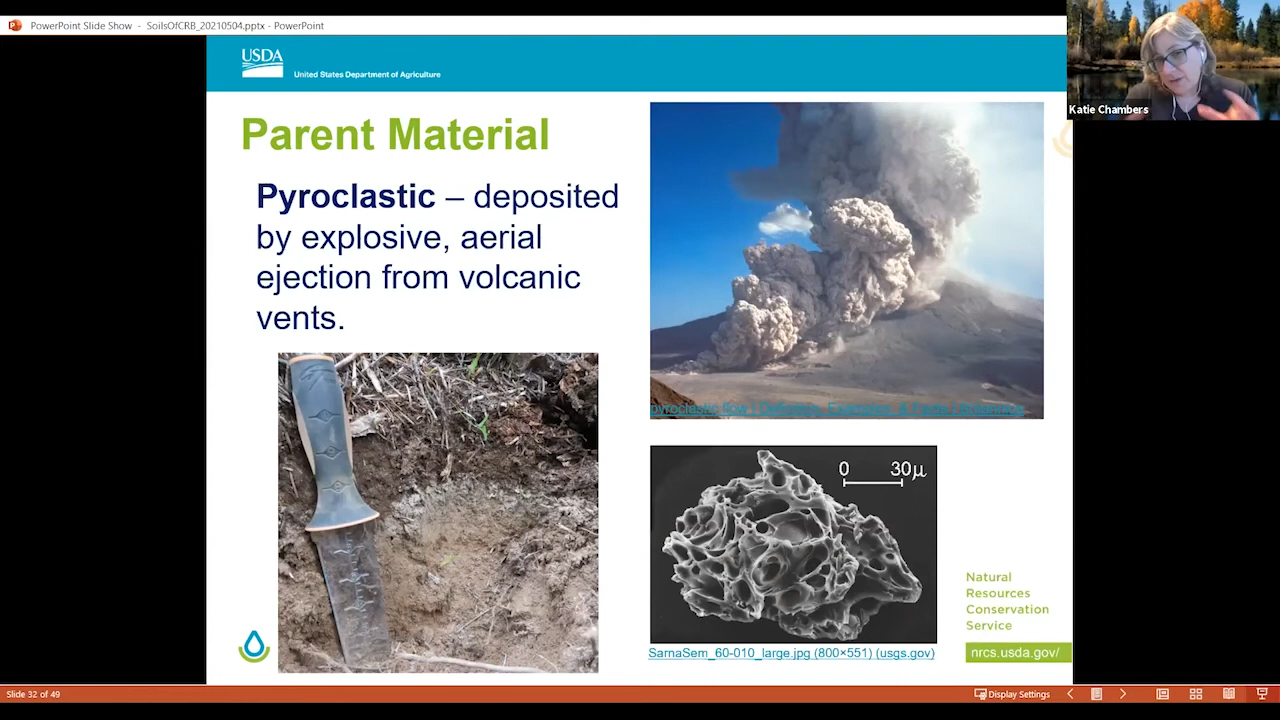 PowerPoint Slide Show - SoilsOfCRB_20210504.pptx - PowerPoint
Katie Chambers
USDA
United States Department of Agriculture
Parent Material
Pyroclastic – deposited
by explosive, aerial
ejection from volcanic
vents.
pyroclastic flow | Definition, Examples, & Facts | Britannica
0 30µ
SarnaSem_60-010_large.jpg (800×551) (usgs.gov)
Natural
Resources
Conservation
Service
nrcs.usda.gov/
Slide 32 of 49
Display Settings